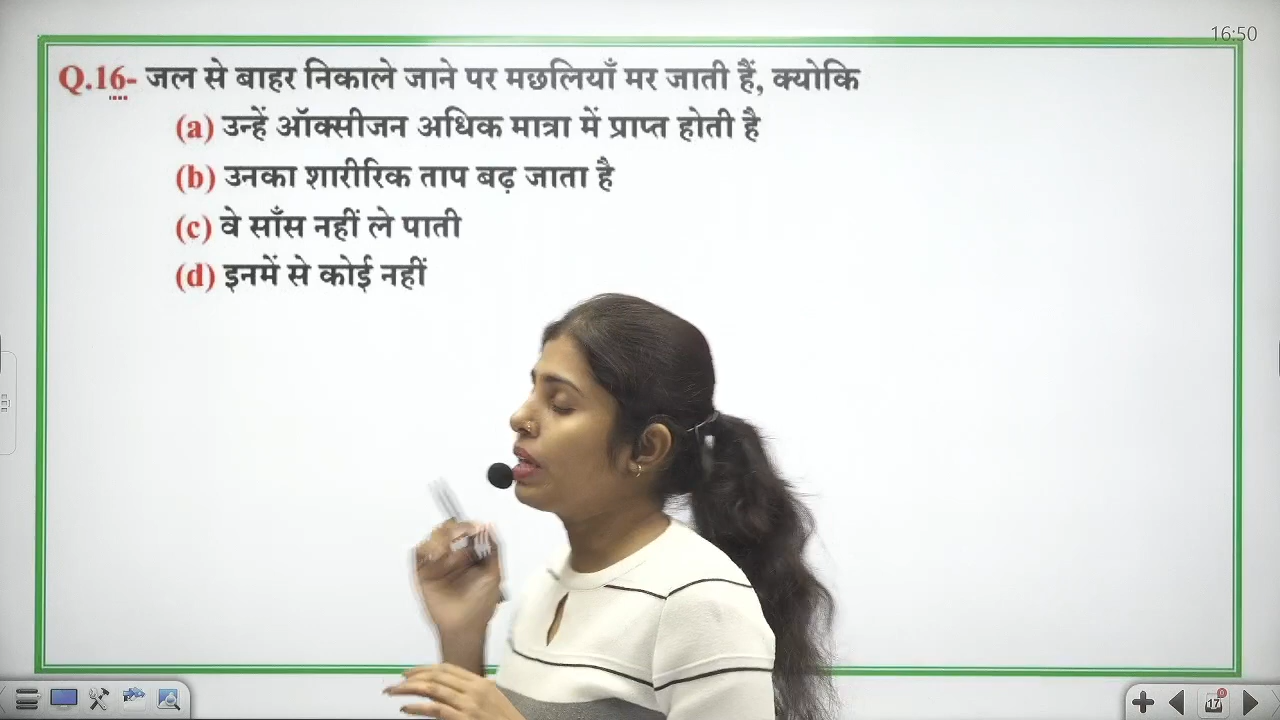 16:50
Q.16- जल से बाहर निकाले जाने पर मछलियाँ मर जाती हैं, क्योकि
(a) उन्हें ऑक्सीजन अधिक मात्रा में प्राप्त होती है
(b) उनका शारीरिक ताप बढ़ जाता है
(c) वे साँस नहीं ले पाती
(d) इनमें से कोई नहीं
17